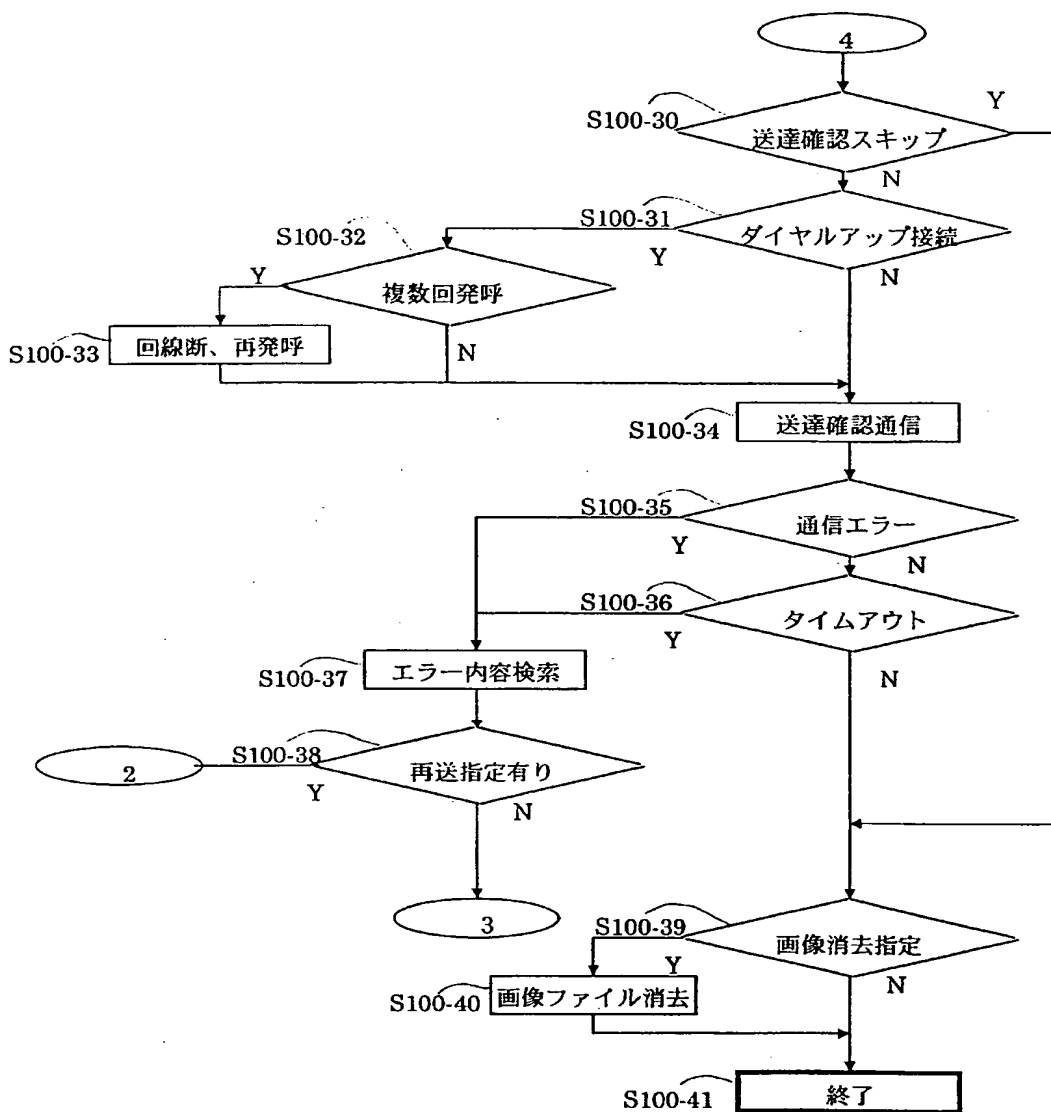 4
Y
S100-30
送達確認スキップ
N
S100-31
ダイヤルアップ接続
S100-32
Y
N
Y
複数回発呼
S100-33
回線断、再発呼
N
S100-34
送達確認通信
S100-35
通信エラー
Y
N
S100-36
タイムアウト
Y
S100-37
エラー内容検索
N
S100-38
2
再送指定有り
Y
N
3
S100-39
画像消去指定
Y
N
S100-40
画像ファイル消去
S100-41
終了